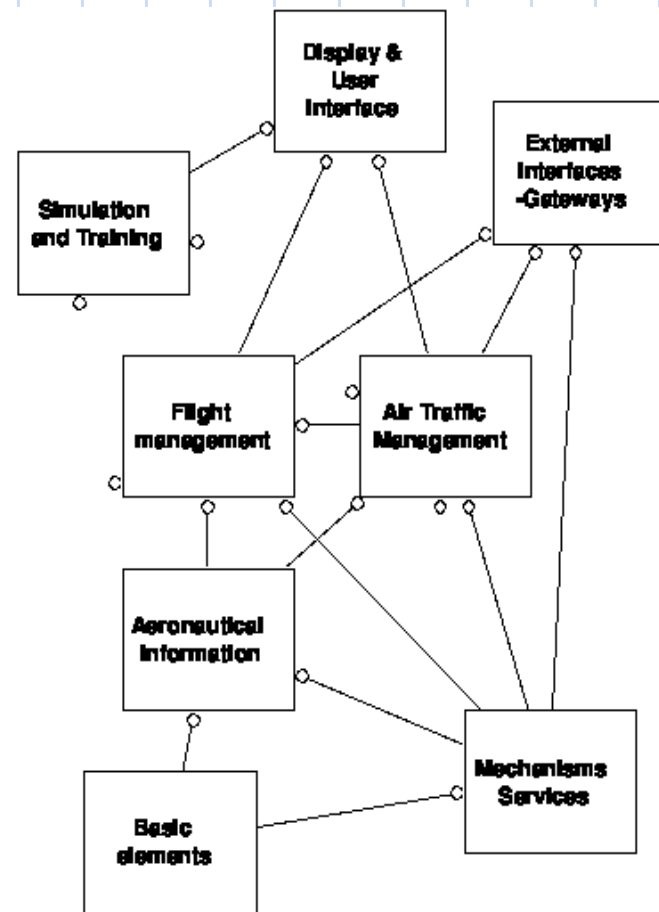 Display &
User
Interface
External
Interfaces
-Gateways
Simulation
and Training
Flight
management
Air Traffic
Management
Aeronautical
Information
Mechanisms
Services
Basic
elements